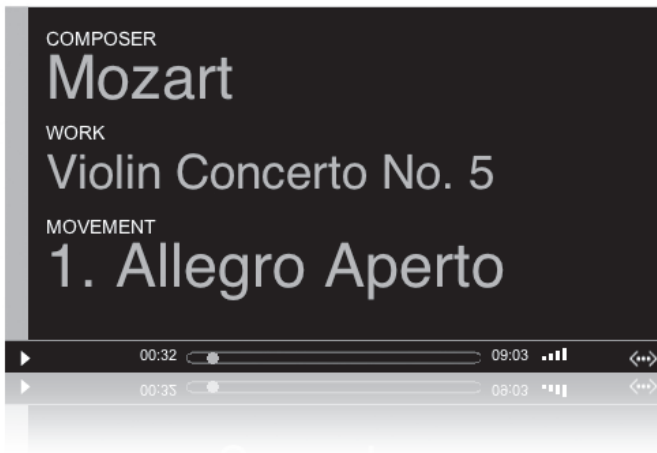 COMPOSER
Mozart
WORK
Violin Concerto No. 5
MOVEMENT
1. Allegro Aperto
00:32 09:03